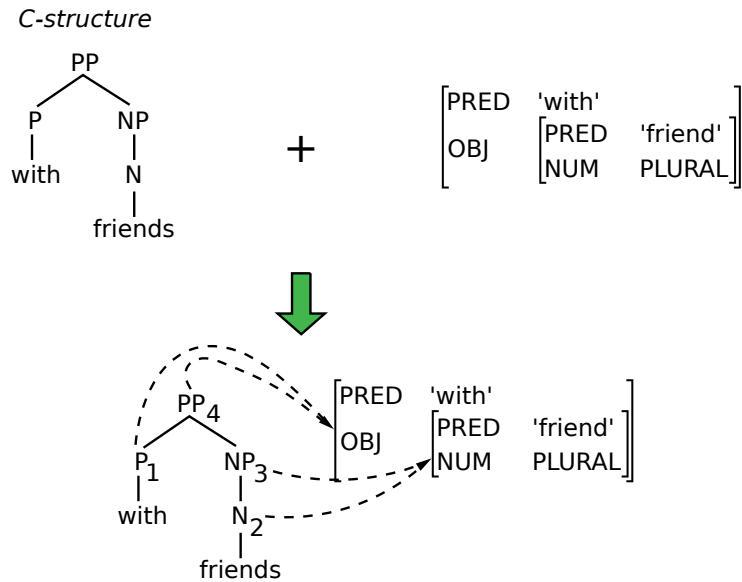 C-structure
PP
P NP
with N
friends
+
PRED 'with'
OBJ PRED 'friend'
NUM PLURAL
PP4
P1 NP3
with N2
friends
PRED 'with'
OBJ PRED 'friend'
NUM PLURAL